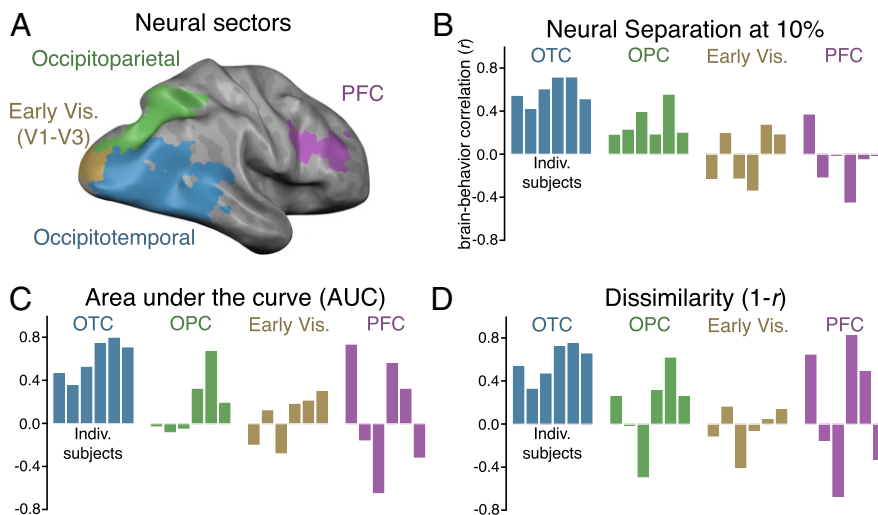 A
Neural sectors
Occipitoparietal
Early Vis.
(V1-V3)
PFC
Occipitotemporal
B
Neural Separation at 10%
OTC
OPC
Early Vis.
PFC
brain-behavior correlation (r)
0.8
0.4
0.0
-0.4
-0.8
Indiv.
subjects
C
Area under the curve (AUC)
OTC
OPC
Early Vis.
PFC
0.8
0.4
0.0
-0.4
-0.8
Indiv.
subjects
D
Dissimilarity (1-r)
OTC
OPC
Early Vis.
PFC
0.8
0.4
0.0
-0.4
-0.8
Indiv.
subjects